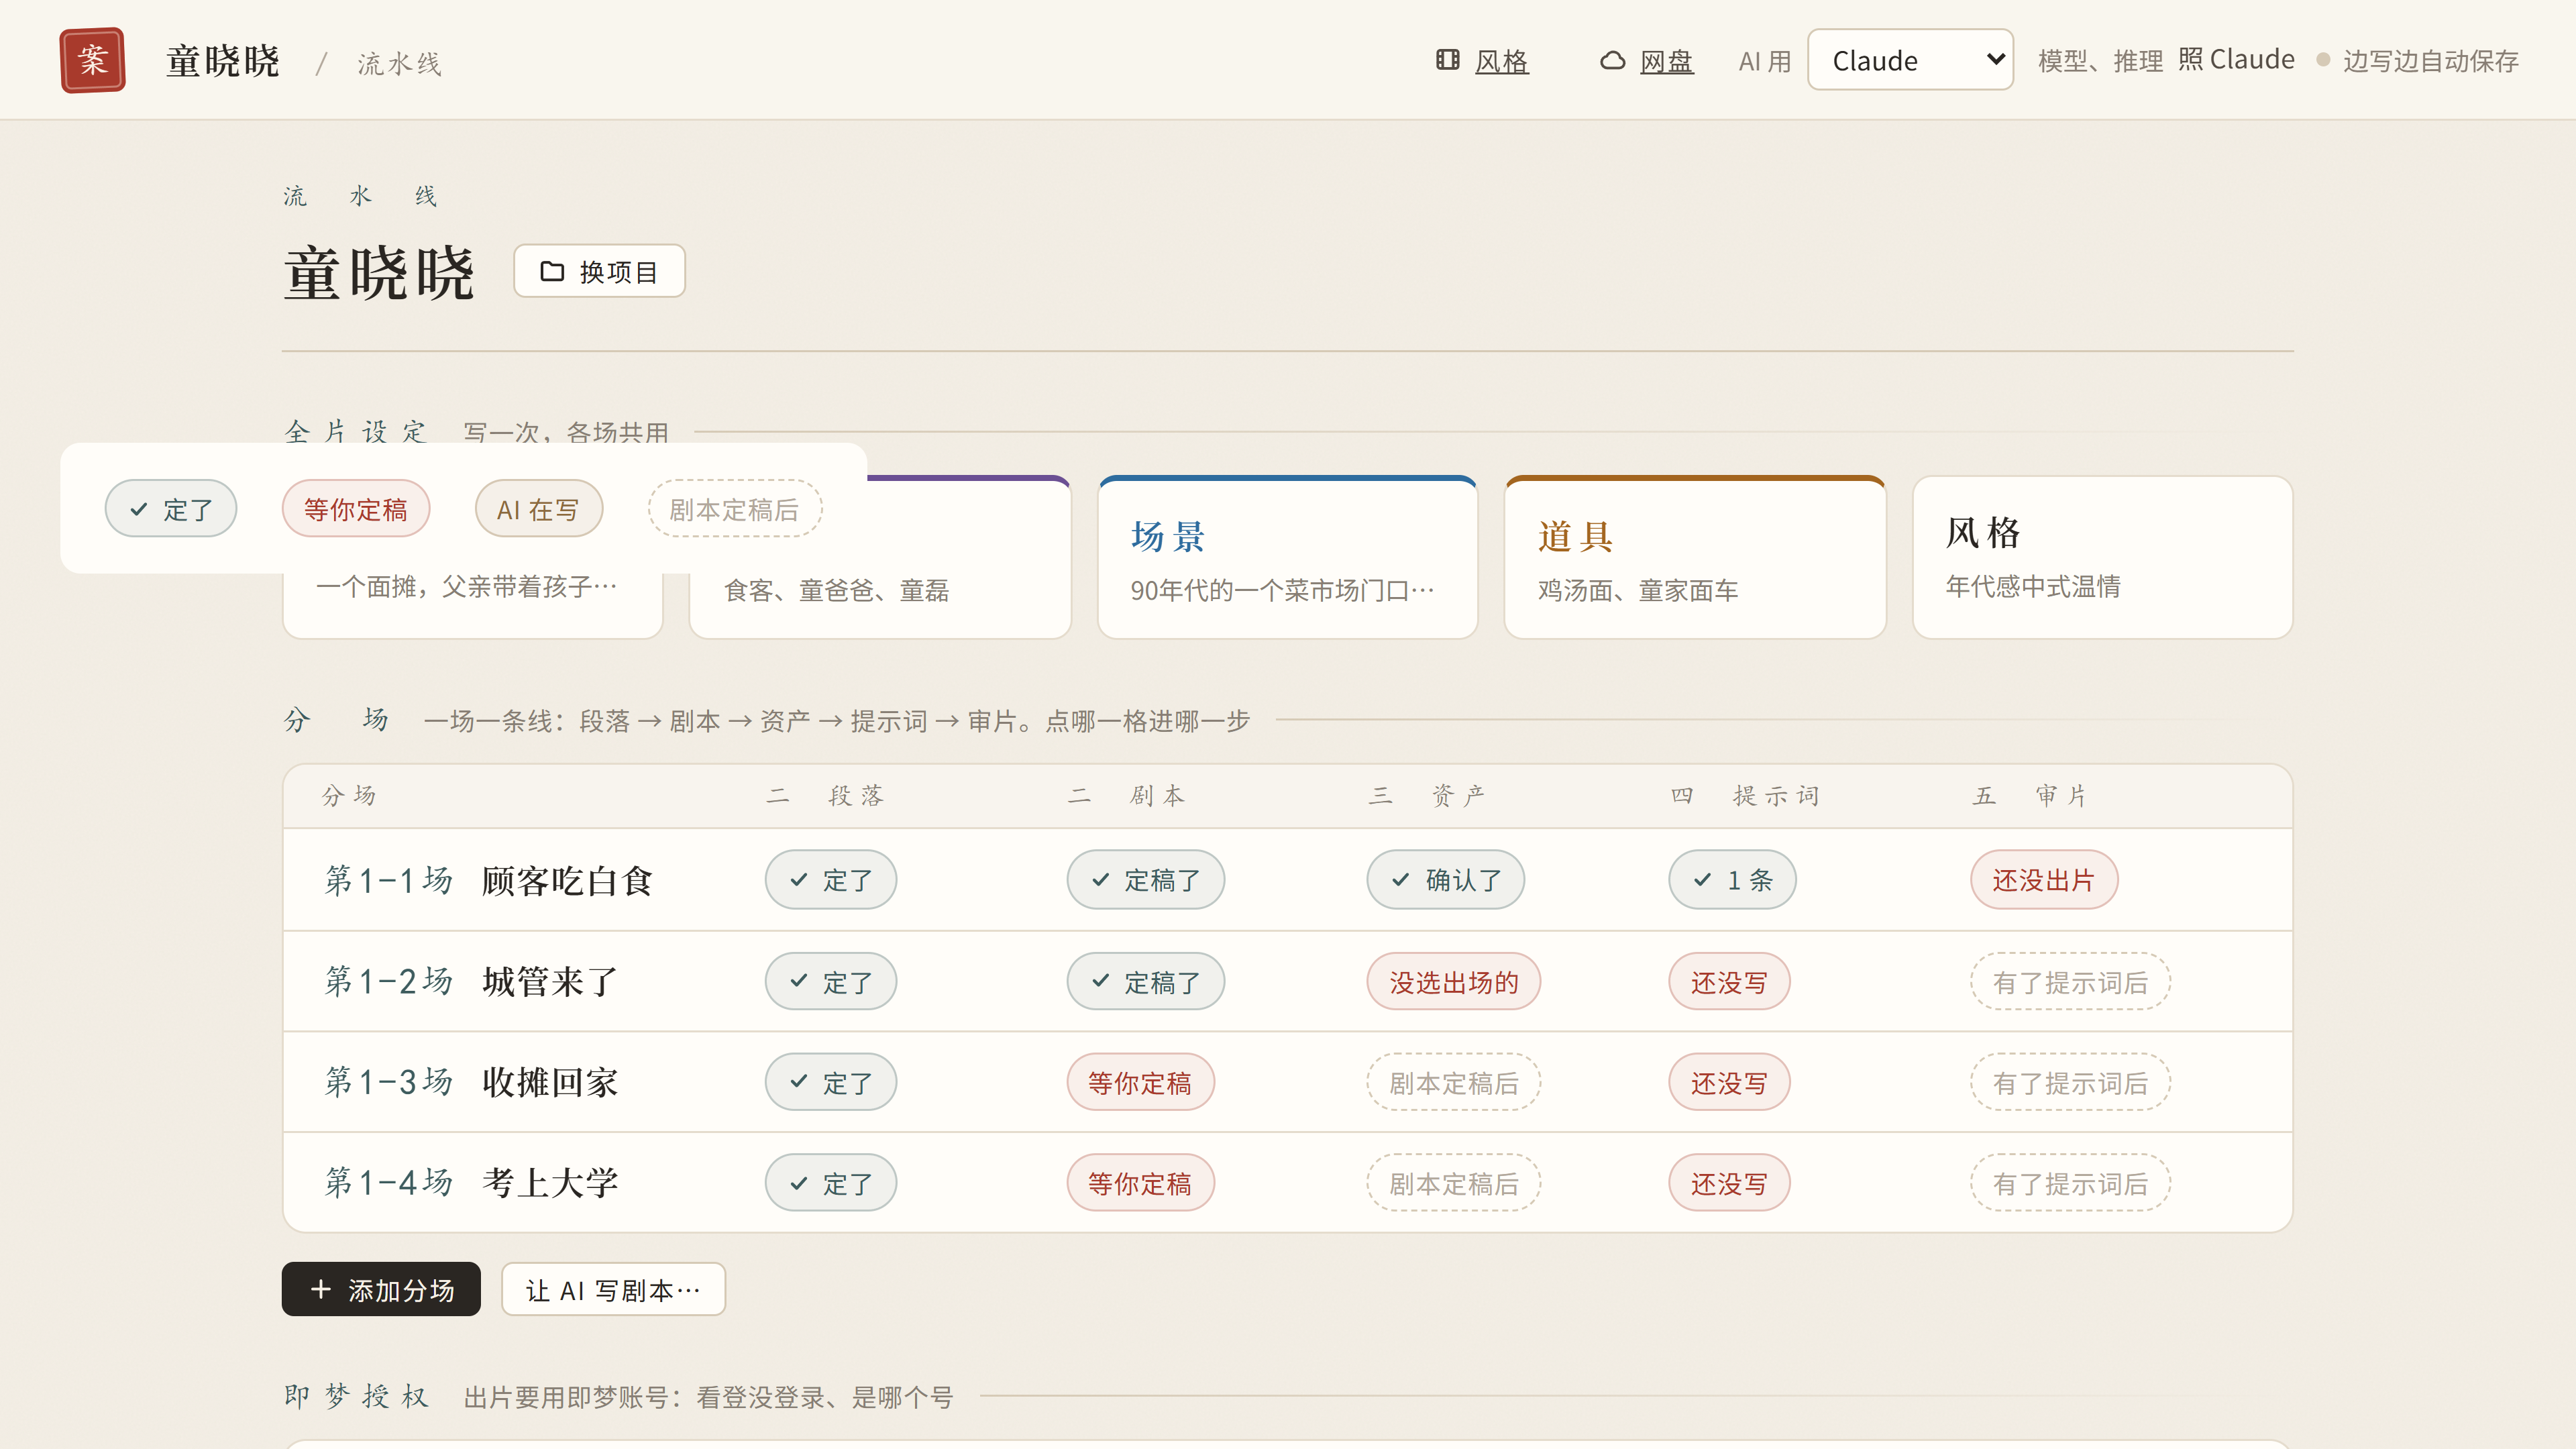 案 童晓晓 / 流水线 风格 网盘 AI 用 Claude 模型、推理 照 Claude 边写边自动保存
流水线
童晓晓 换项目
全片设定 写一次，各场共用
定了 等你定稿 AI 在写 剧本定稿后
场景 道具 风格
一个面摊，父亲带着孩子… 食客、童爸爸、童磊 90年代的一个菜市场门口… 鸡汤面、童家面车 年代感中式温情
分场 一场一条线：段落 → 剧本 → 资产 → 提示词 → 审片。点哪一格进哪一步
分场 二 段落 二 剧本 三 资产 四 提示词 五 审片
第1-1场 顾客吃白食 定了 定稿了 确认了 1 条 还没出片
第1-2场 城管来了 定了 定稿了 没选出场的 还没写 有了提示词后
第1-3场 收摊回家 定了 等你定稿 剧本定稿后 还没写 有了提示词后
第1-4场 考上大学 定了 等你定稿 剧本定稿后 还没写 有了提示词后
添加分场 让 AI 写剧本…
即梦授权 出片要用即梦账号：看登没登录、是哪个号